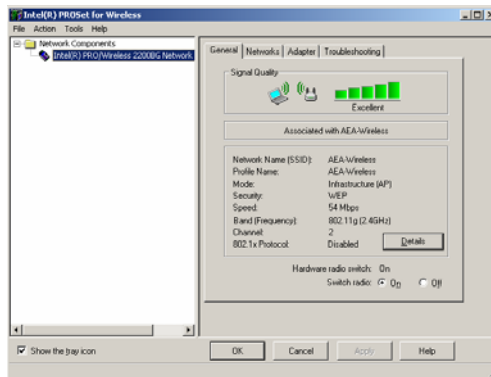 Intel(R) PROSet for Wireless
File Action Tools Help
Network Components
Intel(R) PRO/Wireless 2200BG Network
General Networks Adapter Troubleshooting
Signal Quality
Excellent
Associated with AEA-Wireless
Network Name (SSID): AEA-Wireless
Profile Name: AEA-Wireless
Mode: Infrastructure (AP)
Security: WEP
Speed: 54 Mbps
Band (Frequency): 802.11g (2.4GHz)
Channel: 2
802.1x Protocol: Disabled
Details
Hardware radio switch: On
Switch radio: On Off
Show the tray icon
OK Cancel Apply Help